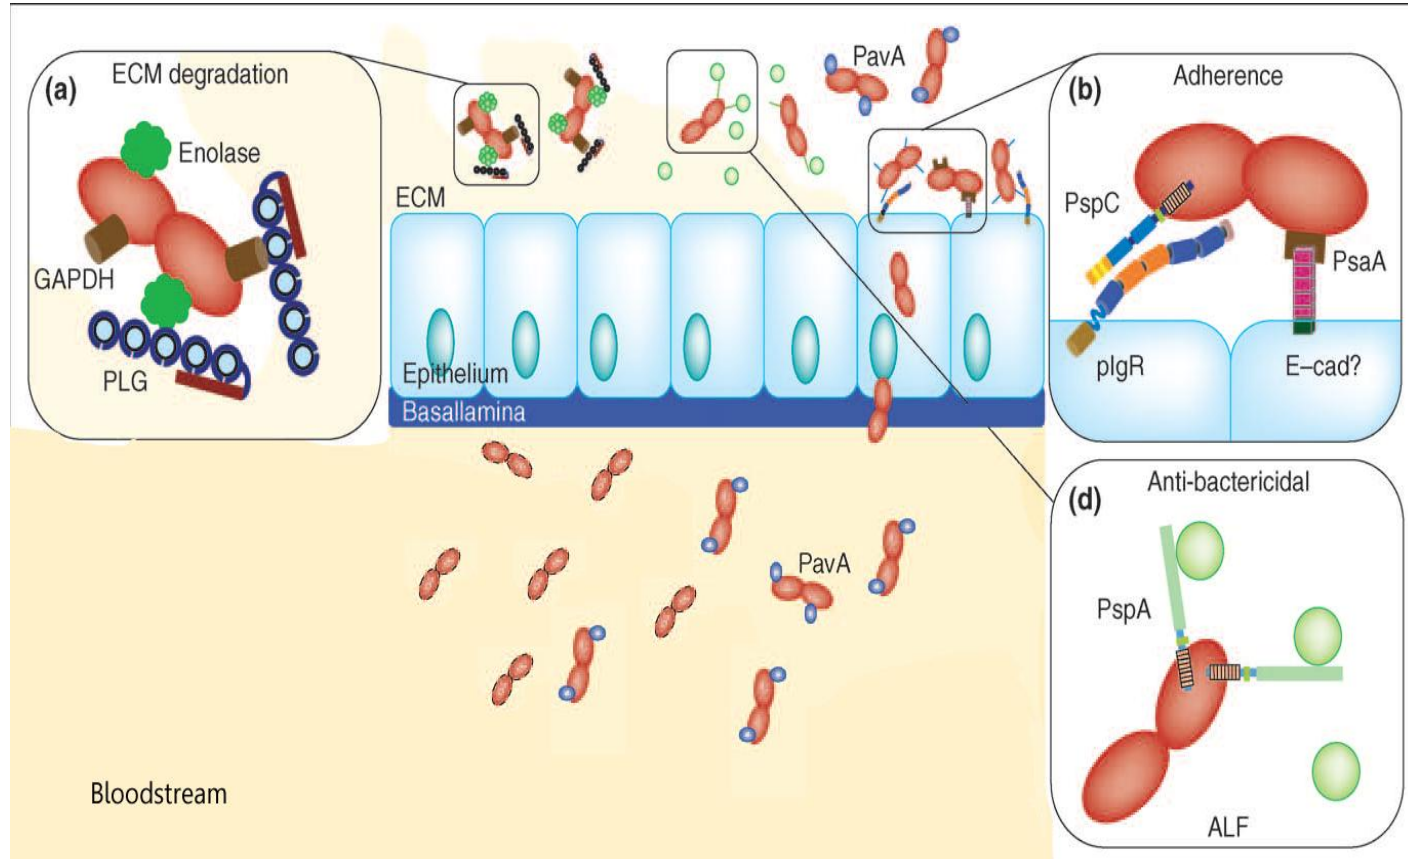 (a)
ECM degradation
Enolase
GAPDH
PLG
PavA
ECM
Epithelium
Basallamina
(b)
Adherence
PspC
PsaA
pIgR
E–cad?
PavA
(d)
Anti-bactericidal
PspA
ALF
Bloodstream